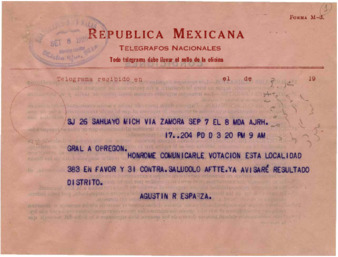 FORMA M-2.
REPUBLICA MEXICANA
TELEGRAFOS NACIONALES
Todo telegrama debe llevar el sello de la oficina
Telegrama recibido en el de 19
SJ 26 SAHUAYO MICH VIA ZAMORA SEP 7 EL 8 MDA AJRH.
17..204 PD D 3 20 PM 9 AM
GRAL A OBREGON.
HONROME COMUNICARLE VOTACION ESTA LOCALIDAD
383 EN FAVOR Y 31 CONTRA. SALUDOLO AFTTE. YA AVISARÉ RESULTADO
DISTRITO.
AGUSTIN R ESPARZA.